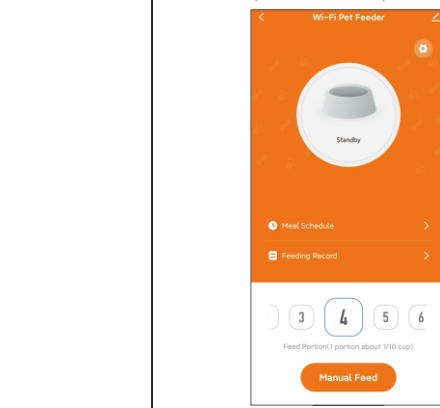 Wi-Fi Pet Feeder
Standby
Meal Schedule
Feeding Record
3 4 5 6
Feed Portion(1 portion about 1/10 cup)
Manual Feed